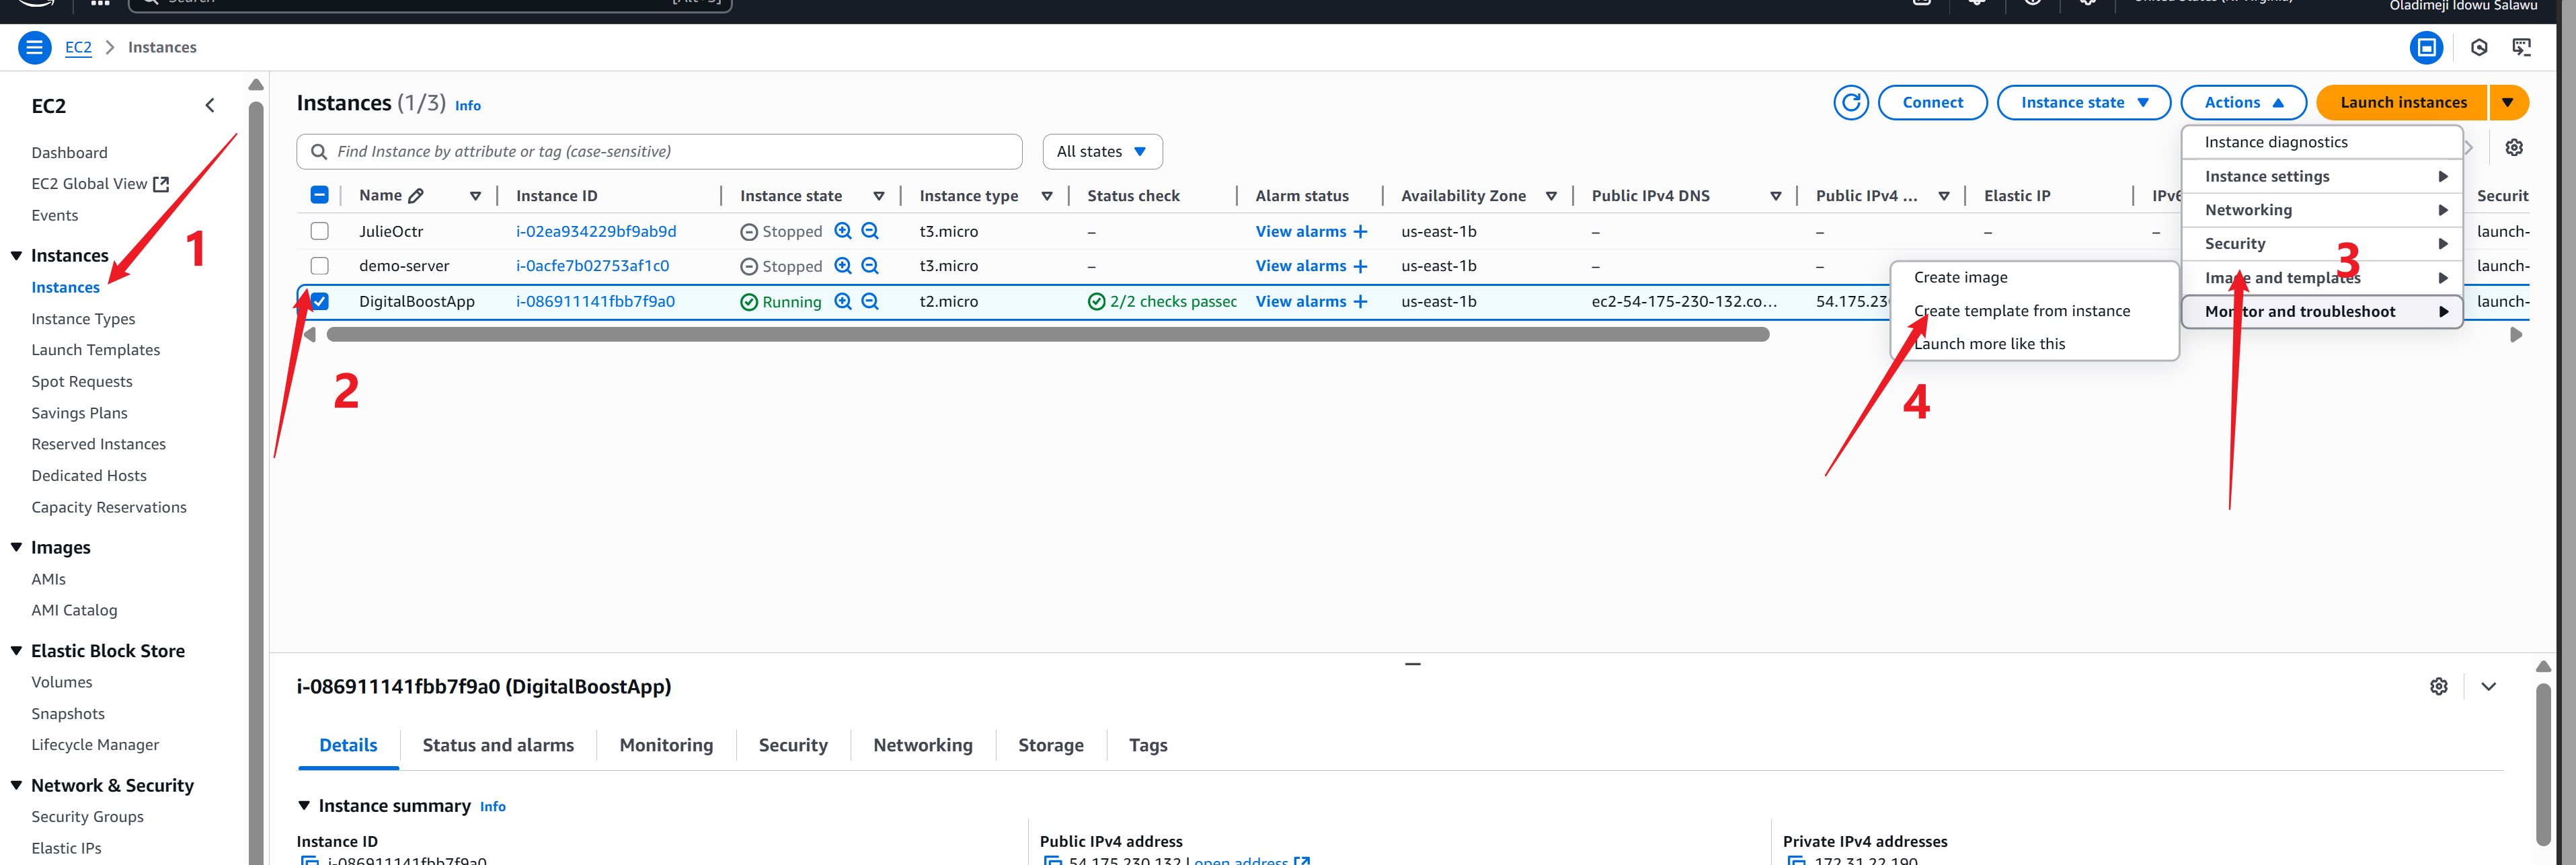 Search [Alt+S] United States (N. Virginia) Oladimeji Idowu Salawu
EC2 > Instances
EC2
Dashboard
EC2 Global View
Events
Instances
Instances
Instance Types
Launch Templates
Spot Requests
Savings Plans
Reserved Instances
Dedicated Hosts
Capacity Reservations
Images
AMIs
AMI Catalog
Elastic Block Store
Volumes
Snapshots
Lifecycle Manager
Network & Security
Security Groups
Elastic IPs
1
Instances (1/3) Info
Connect Instance state Actions Launch instances
Find Instance by attribute or tag (case-sensitive) All states
Name Instance ID Instance state Instance type Status check Alarm status Availability Zone Public IPv4 DNS Public IPv4 ... Elastic IP IPv6 Securit
JulieOctr i-02ea934229bf9ab9d Stopped t3.micro – View alarms + us-east-1b – – – – launch-
demo-server i-0acfe7b02753af1c0 Stopped t3.micro – View alarms + us-east-1b – – launch-
DigitalBoostApp i-086911141fbb7f9a0 Running t2.micro 2/2 checks passec View alarms + us-east-1b ec2-54-175-230-132.co... 54.175.23 launch-
Instance diagnostics
Instance settings
Networking
Security
Image and templates
Monitor and troubleshoot
Create image
Create template from instance
Launch more like this
2
3
4
i-086911141fbb7f9a0 (DigitalBoostApp)
Details Status and alarms Monitoring Security Networking Storage Tags
Instance summary Info
Instance ID Public IPv4 address Private IPv4 addresses
i-086911141fbb7f9a0 54.175.230.132 | open address 172.31.22.190